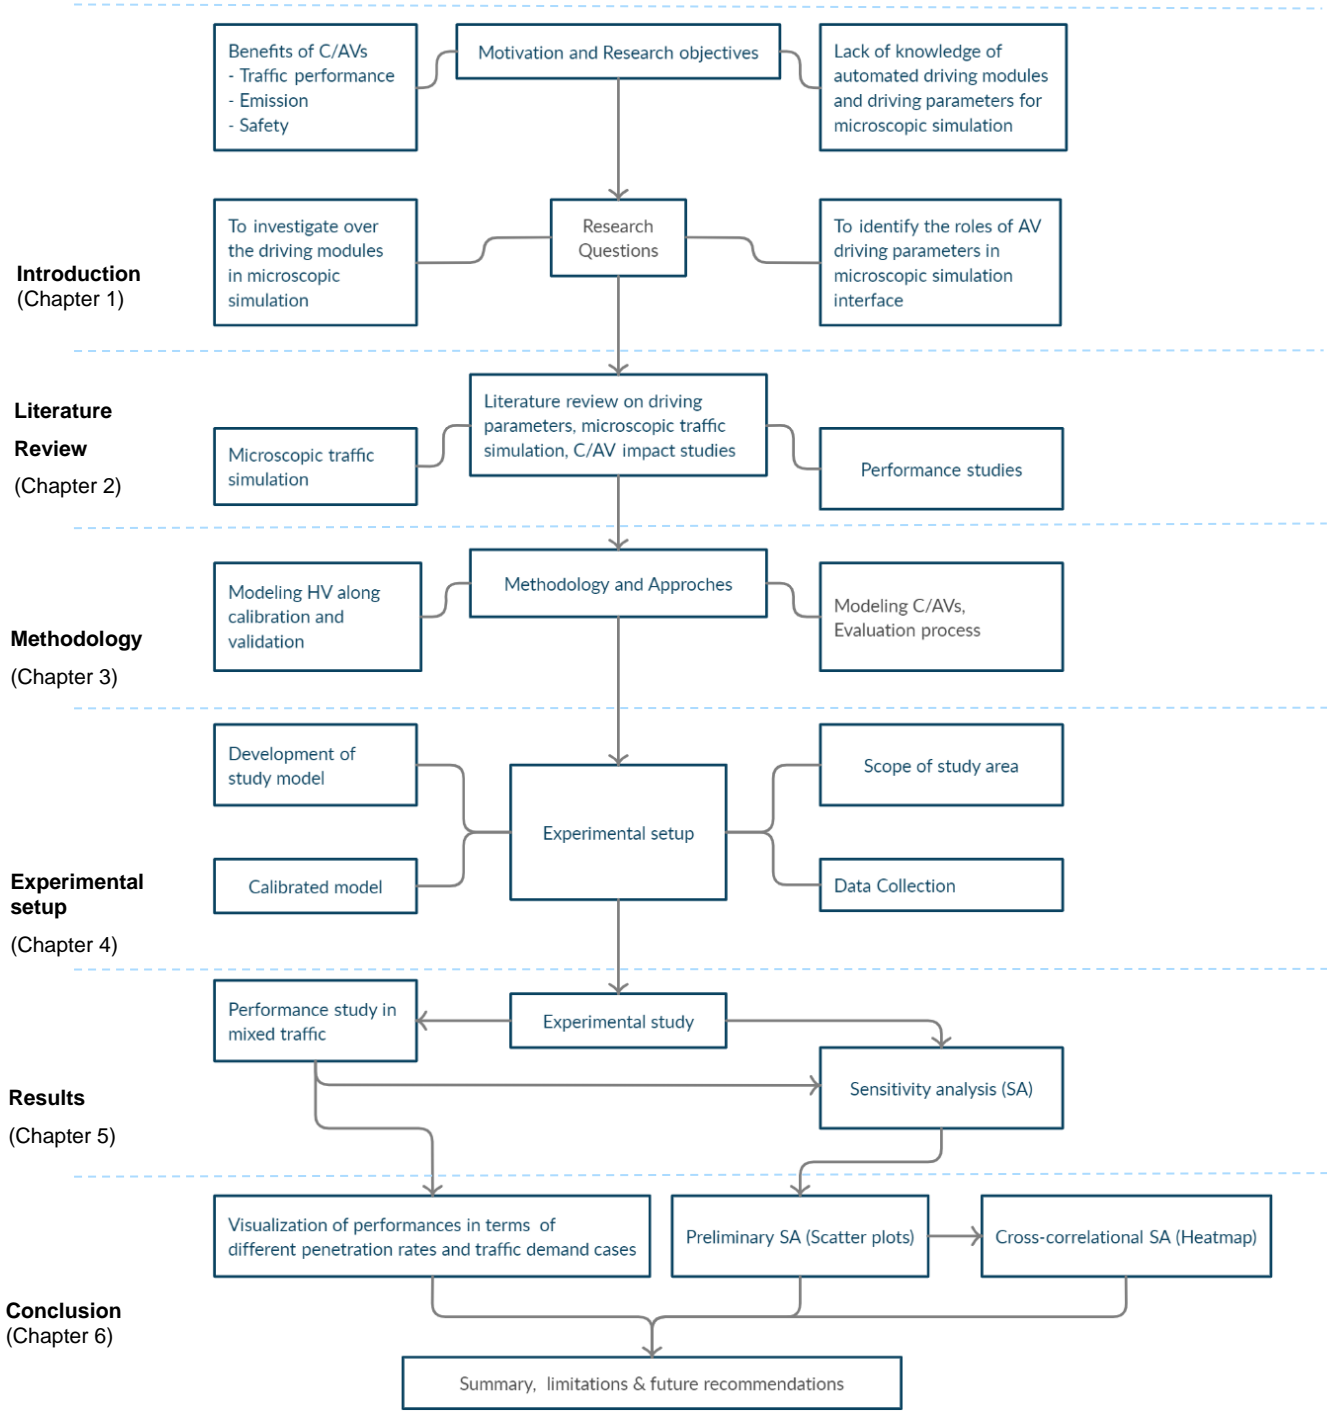 Benefits of C/AVs
- Traffic performance
- Emission
- Safety
Motivation and Research objectives
Lack of knowledge of
automated driving modules
and driving parameters for
microscopic simulation
Introduction
(Chapter 1)
To investigate over
the driving modules
in microscopic
simulation
Research
Questions
To identify the roles of AV
driving parameters in
microscopic simulation
interface
Literature
Review
(Chapter 2)
Microscopic traffic
simulation
Literature review on driving
parameters, microscopic traffic
simulation, C/AV impact studies
Performance studies
Methodology
(Chapter 3)
Modeling HV along
calibration and
validation
Methodology and Approches
Modeling C/AVs,
Evaluation process
Experimental
setup
(Chapter 4)
Development of
study model
Calibrated model
Experimental setup
Scope of study area
Data Collection
Results
(Chapter 5)
Performance study in
mixed traffic
Experimental study
Sensitivity analysis (SA)
Conclusion
(Chapter 6)
Visualization of performances in terms of
different penetration rates and traffic demand cases
Preliminary SA (Scatter plots)
Cross-correlational SA (Heatmap)
Summary, limitations & future recommendations